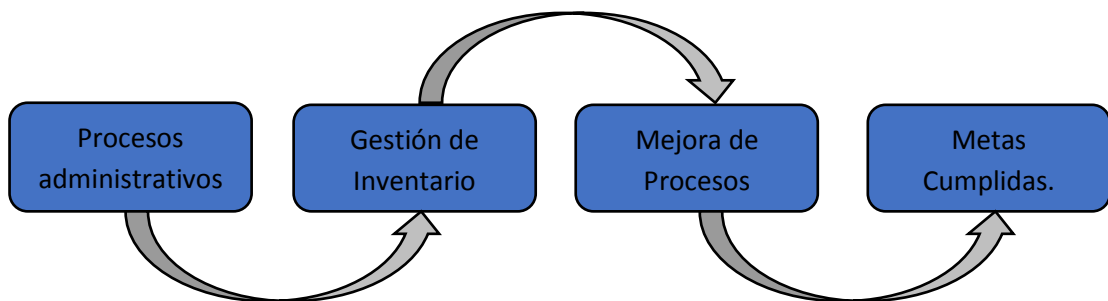 Procesos
administrativos
Gestión de
Inventario
Mejora de
Procesos
Metas
Cumplidas.